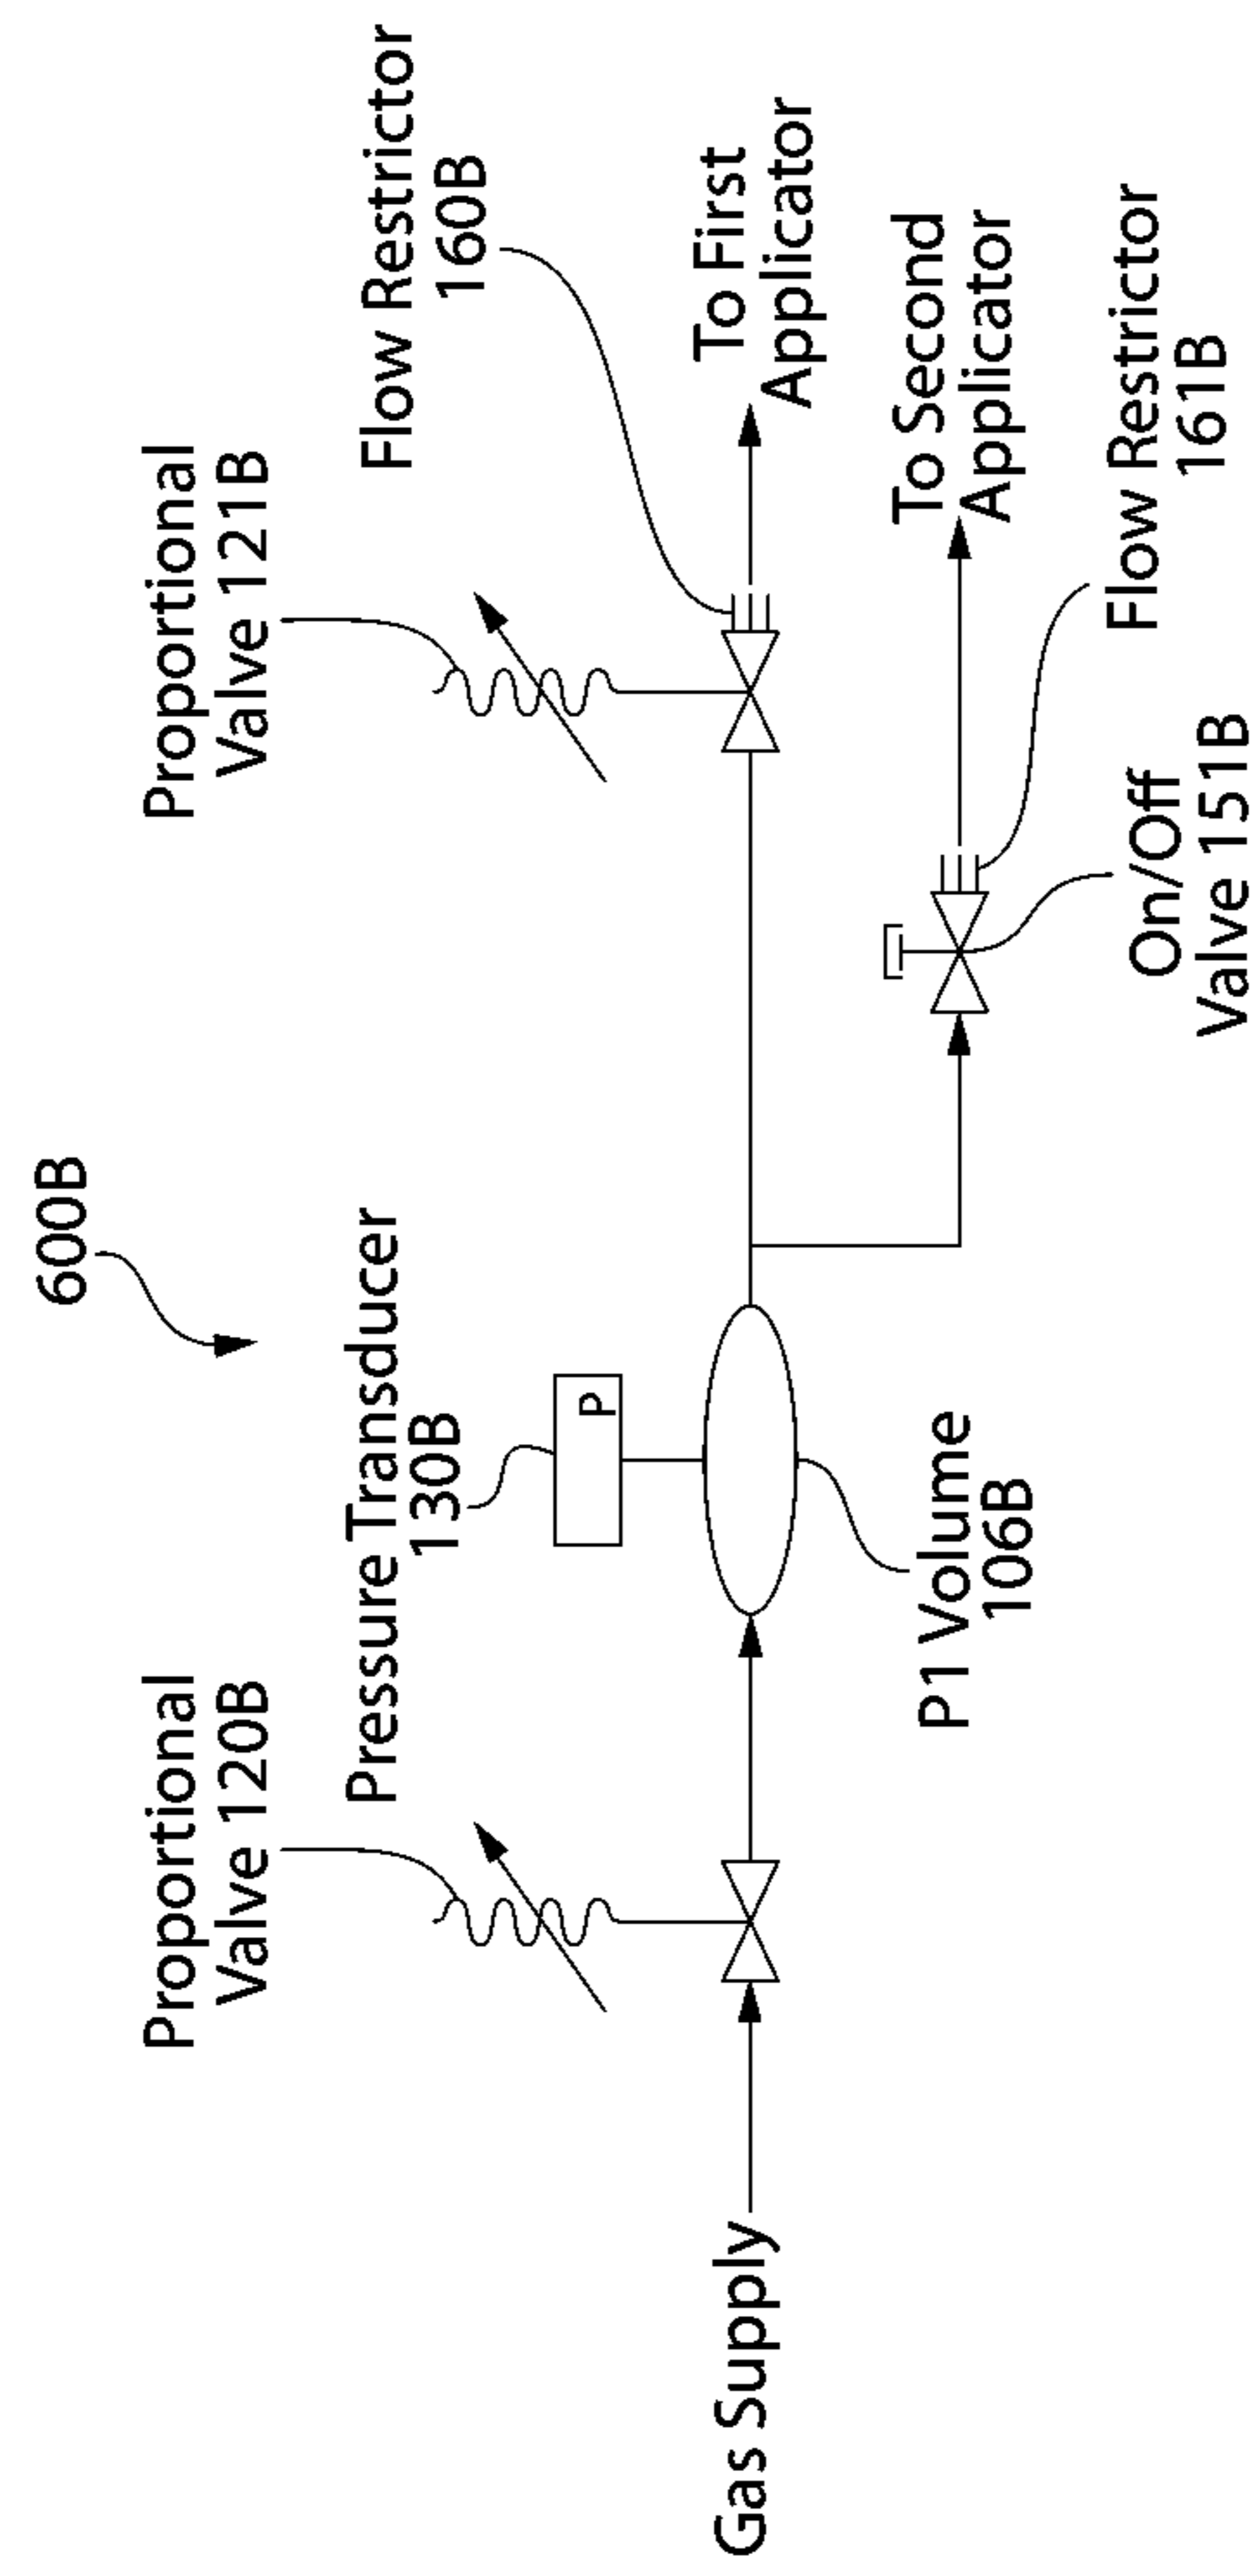 600B
Proportional
Valve 120B
Pressure Transducer
130B
P
Proportional
Valve 121B
Flow Restrictor
160B
Gas Supply
P1 Volume
106B
To First
Applicator
To Second
Applicator
On/Off
Valve 151B
Flow Restrictor
161B